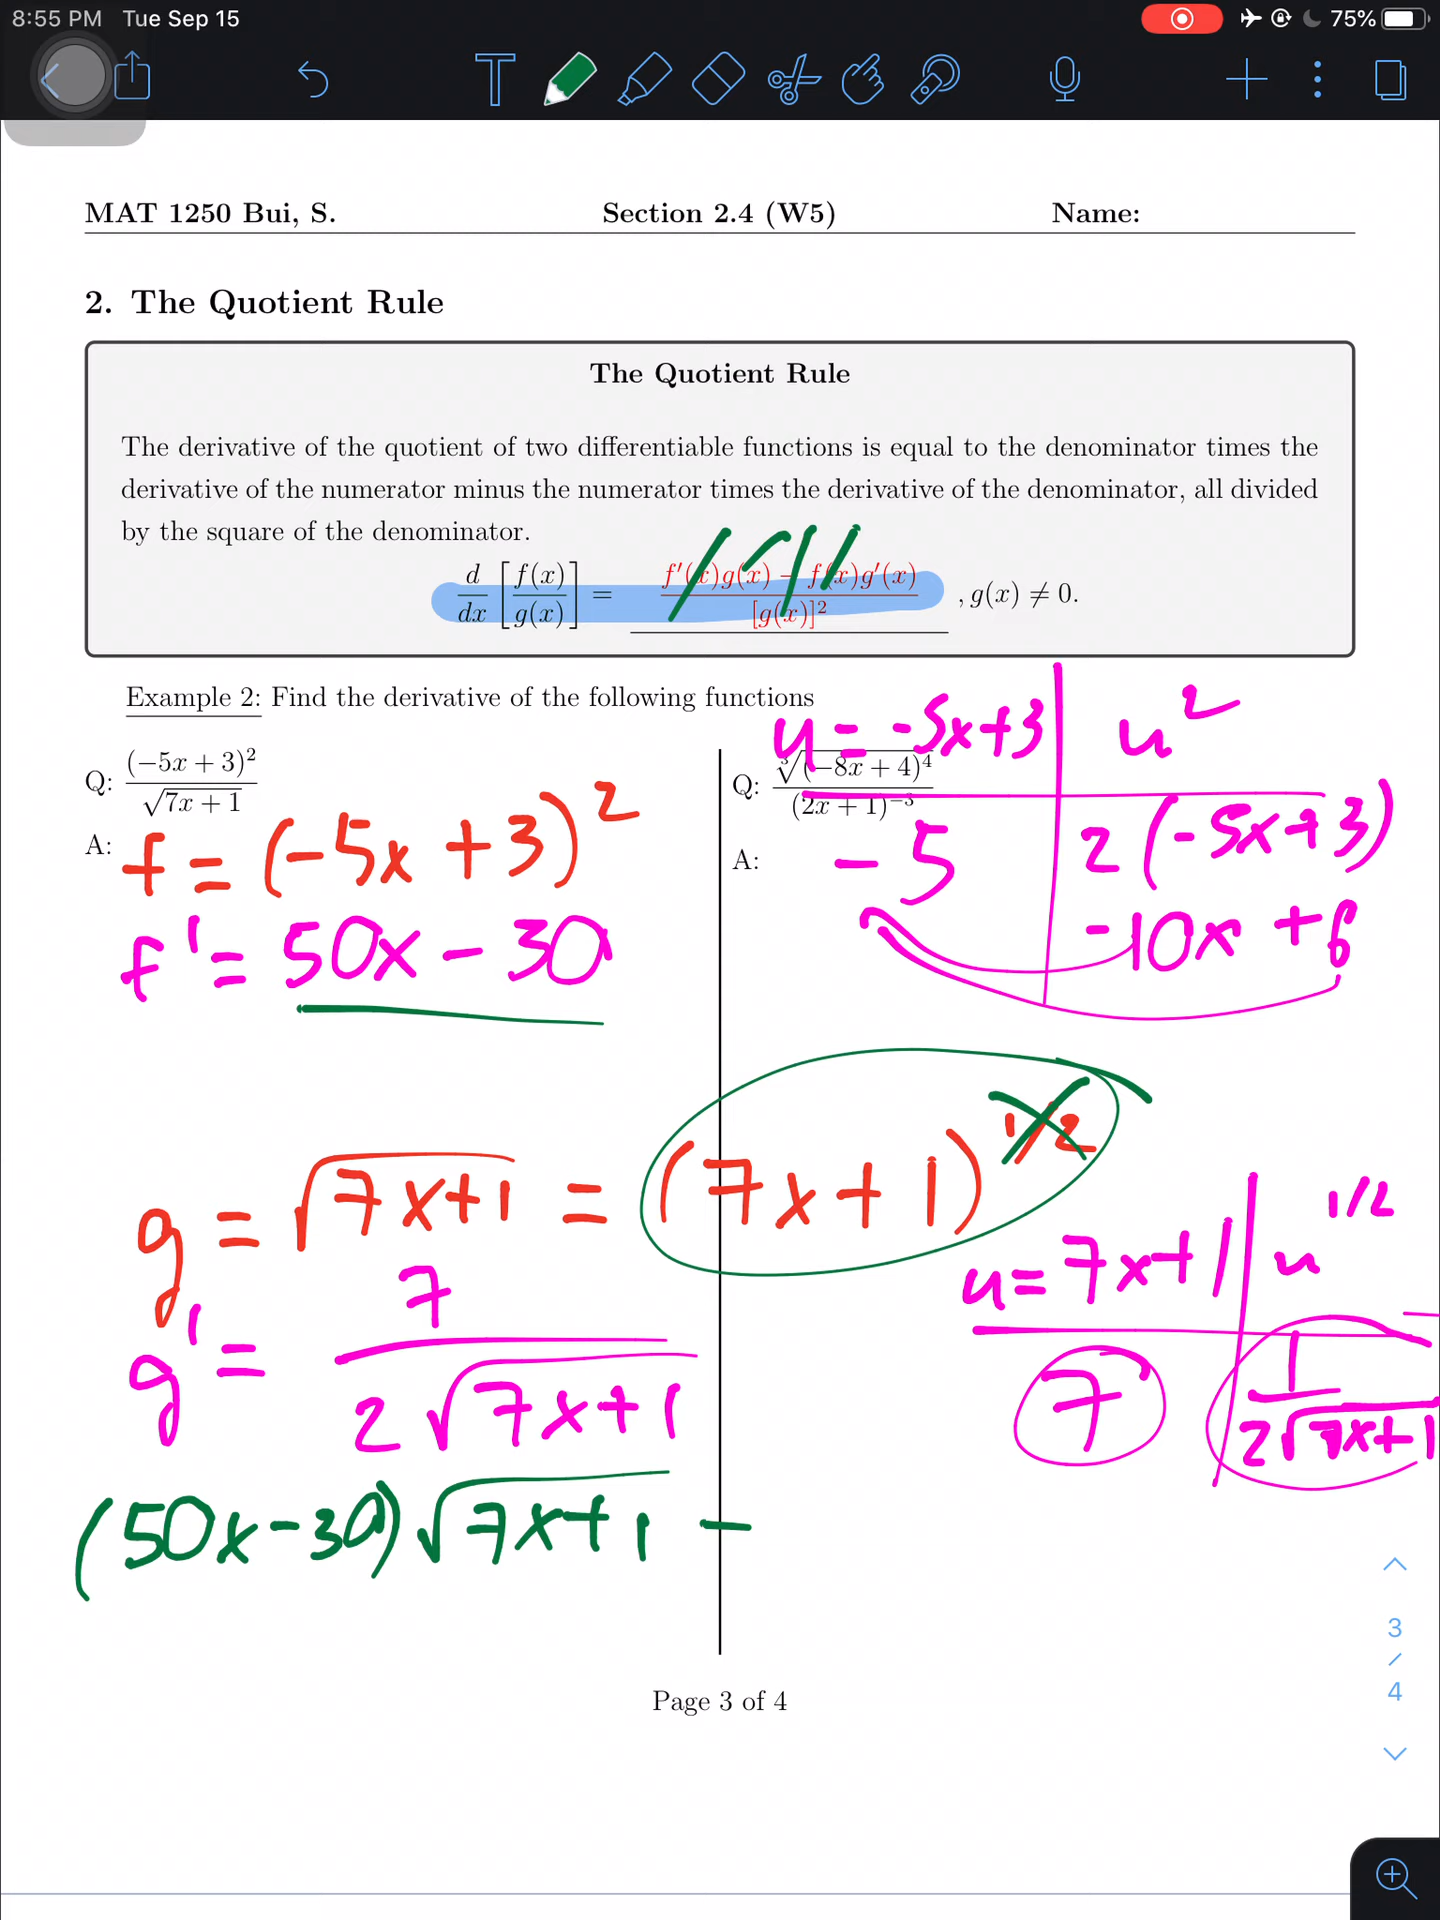 8:55 PM Tue Sep 15 75%
MAT 1250 Bui, S. Section 2.4 (W5) Name:
2. The Quotient Rule
The Quotient Rule
The derivative of the quotient of two differentiable functions is equal to the denominator times the
derivative of the numerator minus the numerator times the derivative of the denominator, all divided
by the square of the denominator.
d/dx [f(x)/g(x)] = (f′(x)g(x) − f(x)g′(x))/[g(x)]², g(x) ≠ 0.
Example 2: Find the derivative of the following functions
Q: (−5x + 3)²/√(7x + 1)
A:
f = (-5x + 3)²
f' = 50x - 30
g = √(7x+1) = (7x+1)^1/2
g' = 7/(2√(7x+1))
(50x-30)√(7x+1) -
Q: ∛((−8x + 4)⁴)/(2x + 1)⁻³
A:
u = -5x+3 | u²
-5 | 2(-5x+3)
-10x + 6
u = 7x+1 | u^1/2
7 | 1/(2√(7x+1))
Page 3 of 4
3
/
4